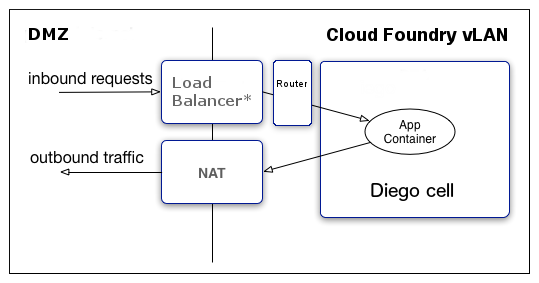 DMZ
Cloud Foundry vLAN
inbound requests
Load
Balancer*
Router
App
Container
outbound traffic
NAT
Diego cell